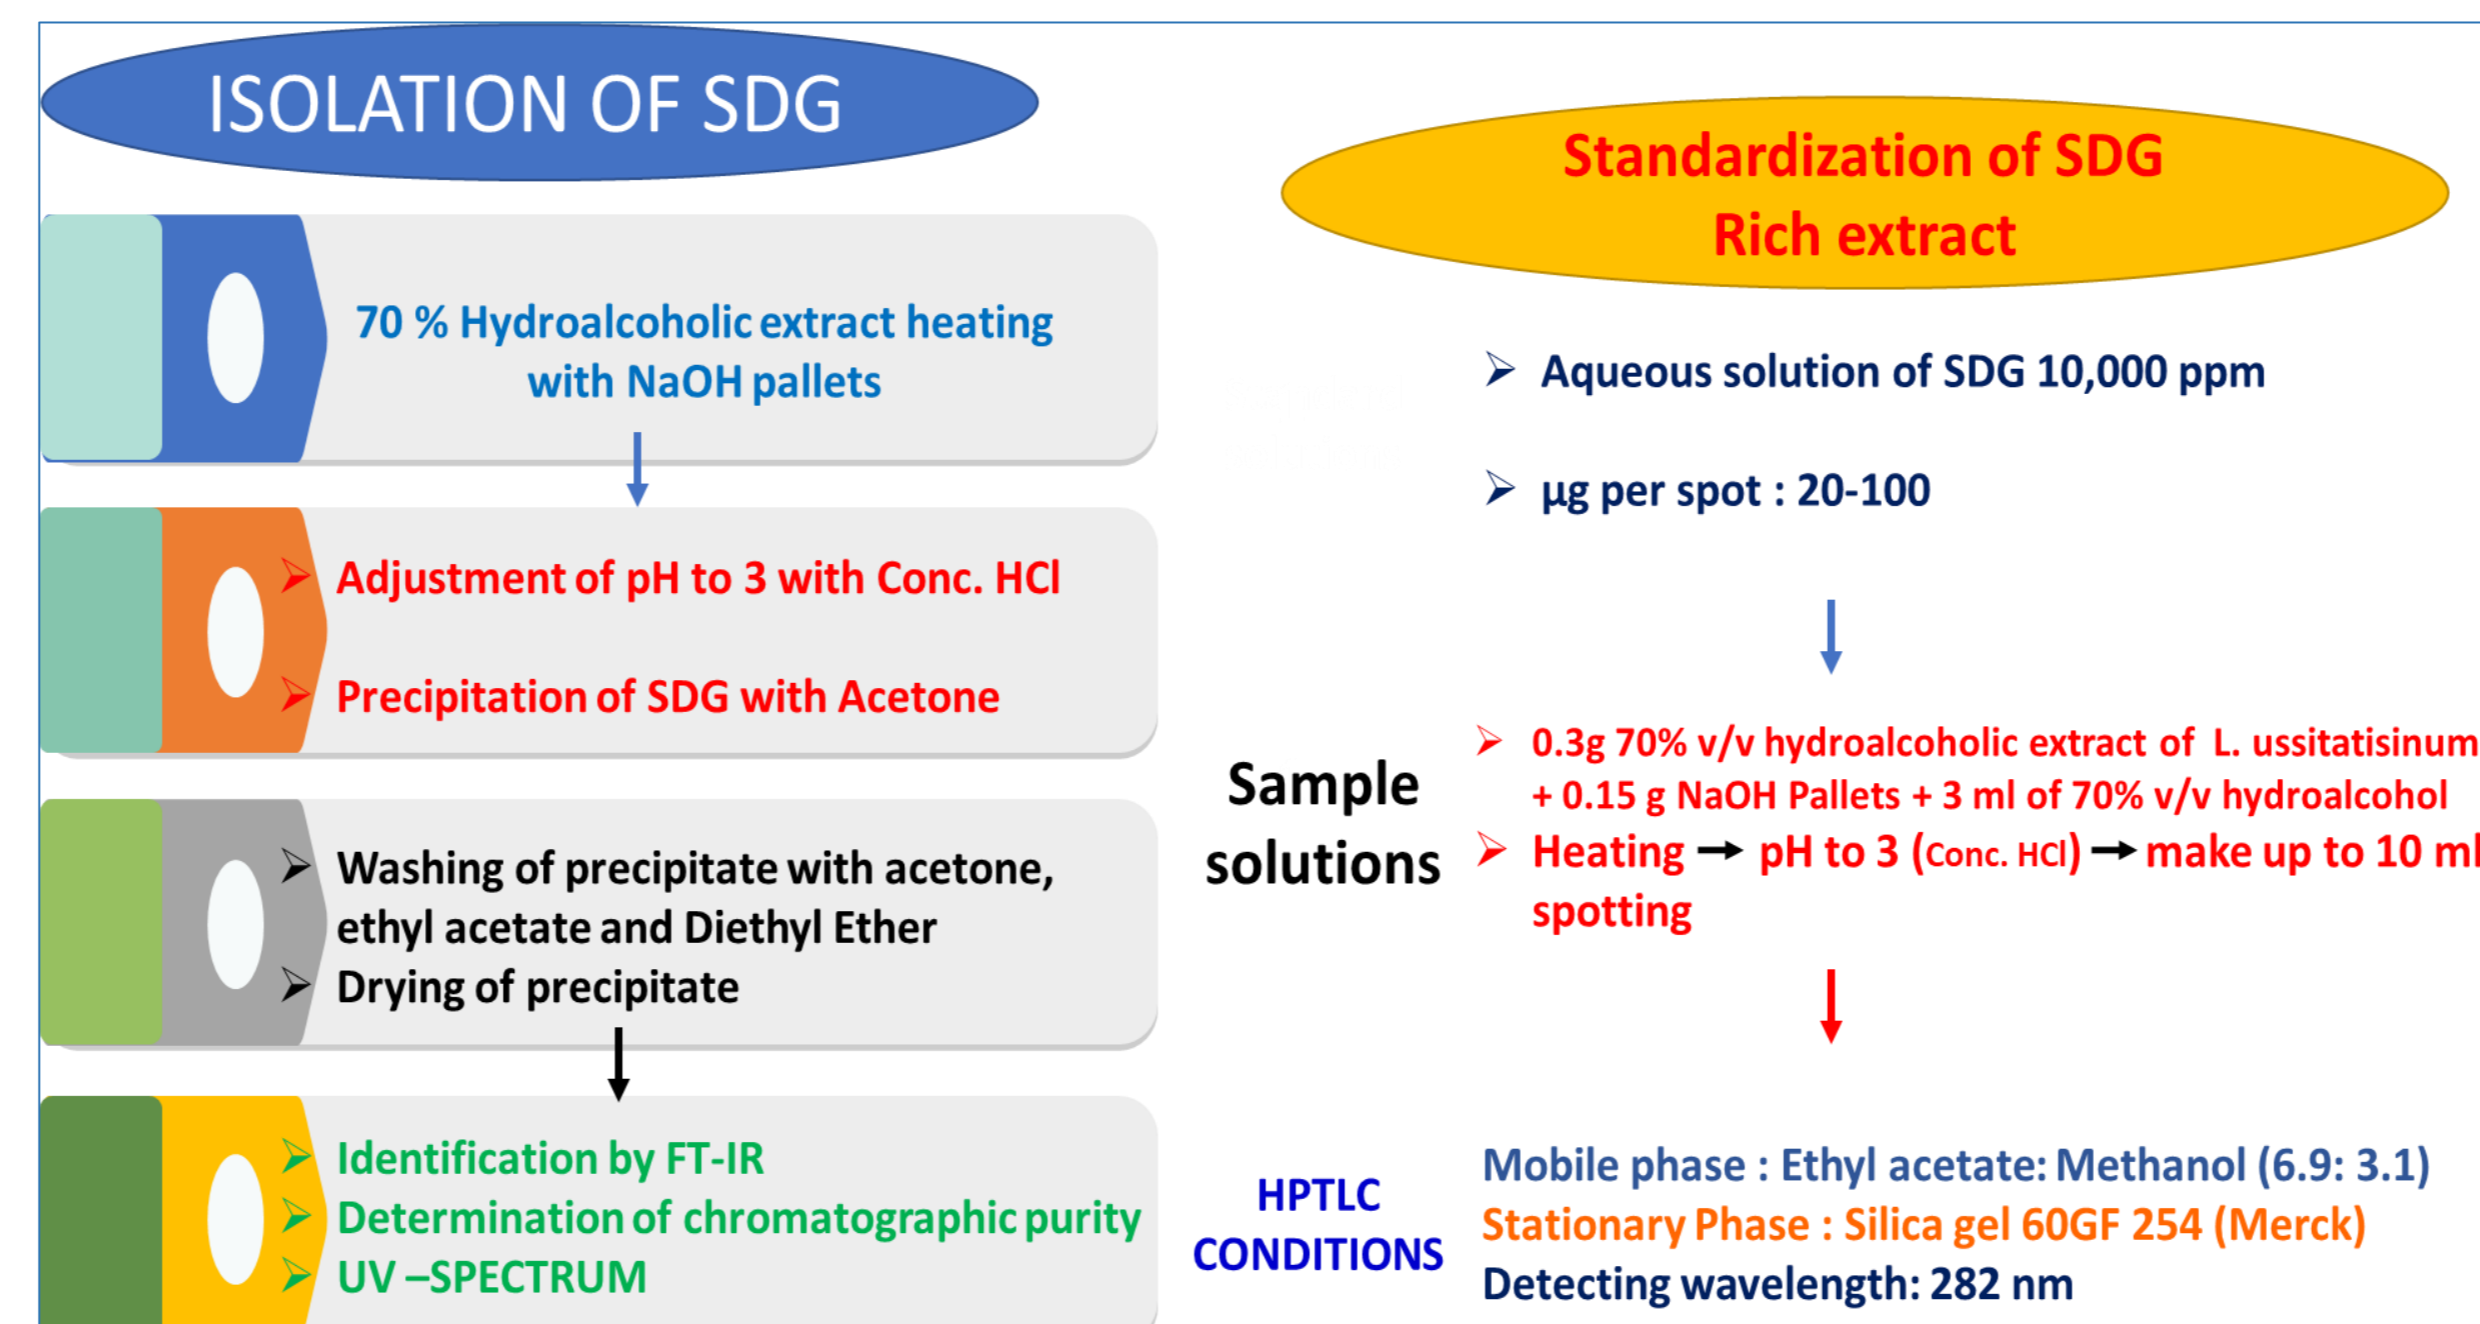 ISOLATION OF SDG
70 % Hydroalcoholic extract heating
with NaOH pallets
➢ Adjustment of pH to 3 with Conc. HCl
➢ Precipitation of SDG with Acetone
➢ Washing of precipitate with acetone,
ethyl acetate and Diethyl Ether
➢ Drying of precipitate
➢ Identification by FT-IR
➢ Determination of chromatographic purity
➢ UV –SPECTRUM
Standardization of SDG
Rich extract
➢ Aqueous solution of SDG 10,000 ppm
➢ µg per spot : 20-100
Sample
solutions
➢ 0.3g 70% v/v hydroalcoholic extract of L. ussitatisinum
+ 0.15 g NaOH Pallets + 3 ml of 70% v/v hydroalcohol
➢ Heating → pH to 3 (Conc. HCl) → make up to 10 ml
spotting
HPTLC
CONDITIONS
Mobile phase : Ethyl acetate: Methanol (6.9: 3.1)
Stationary Phase : Silica gel 60GF 254 (Merck)
Detecting wavelength: 282 nm